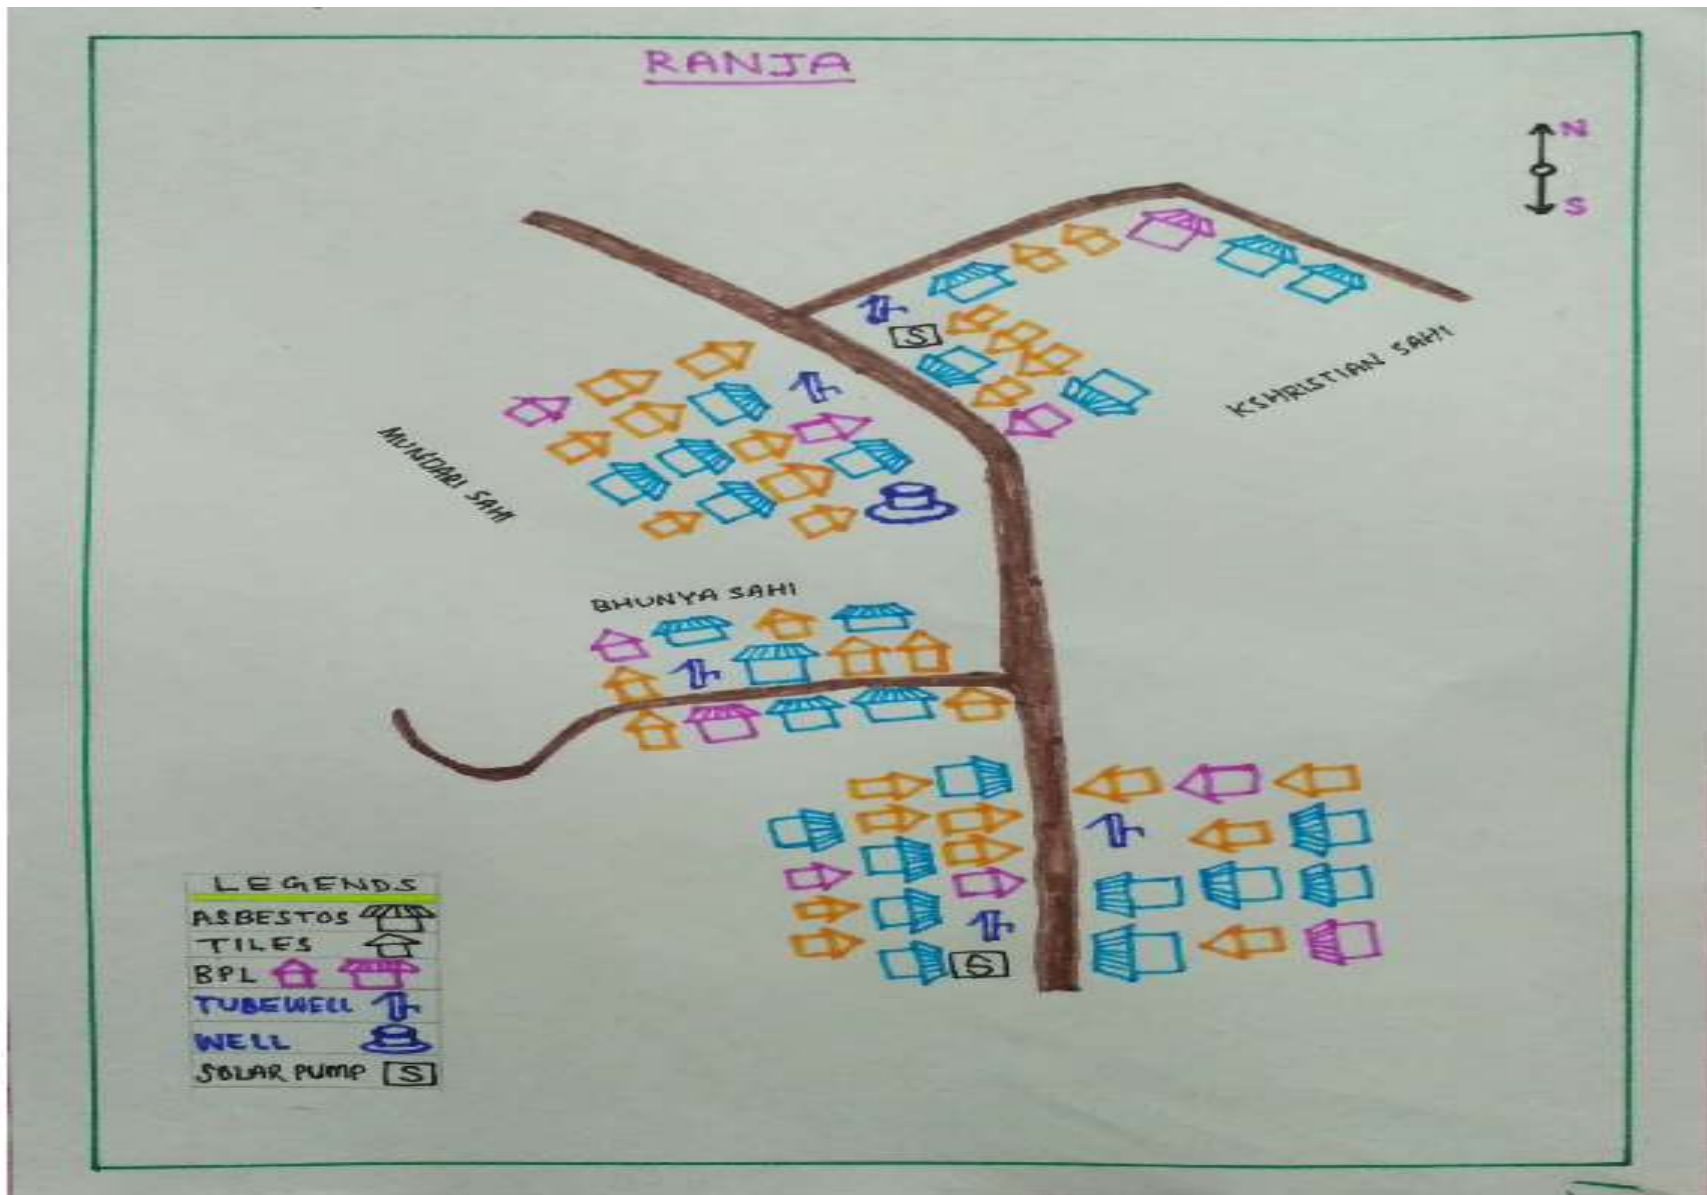 RANJA
N
S
KSHRISTIAN SAHI
S
MUNDARI SAHI
BHUNYA SAHI
S
LEGENDS
ASBESTOS
TILES
BPL
TUBEWELL
WELL
SOLAR PUMP S